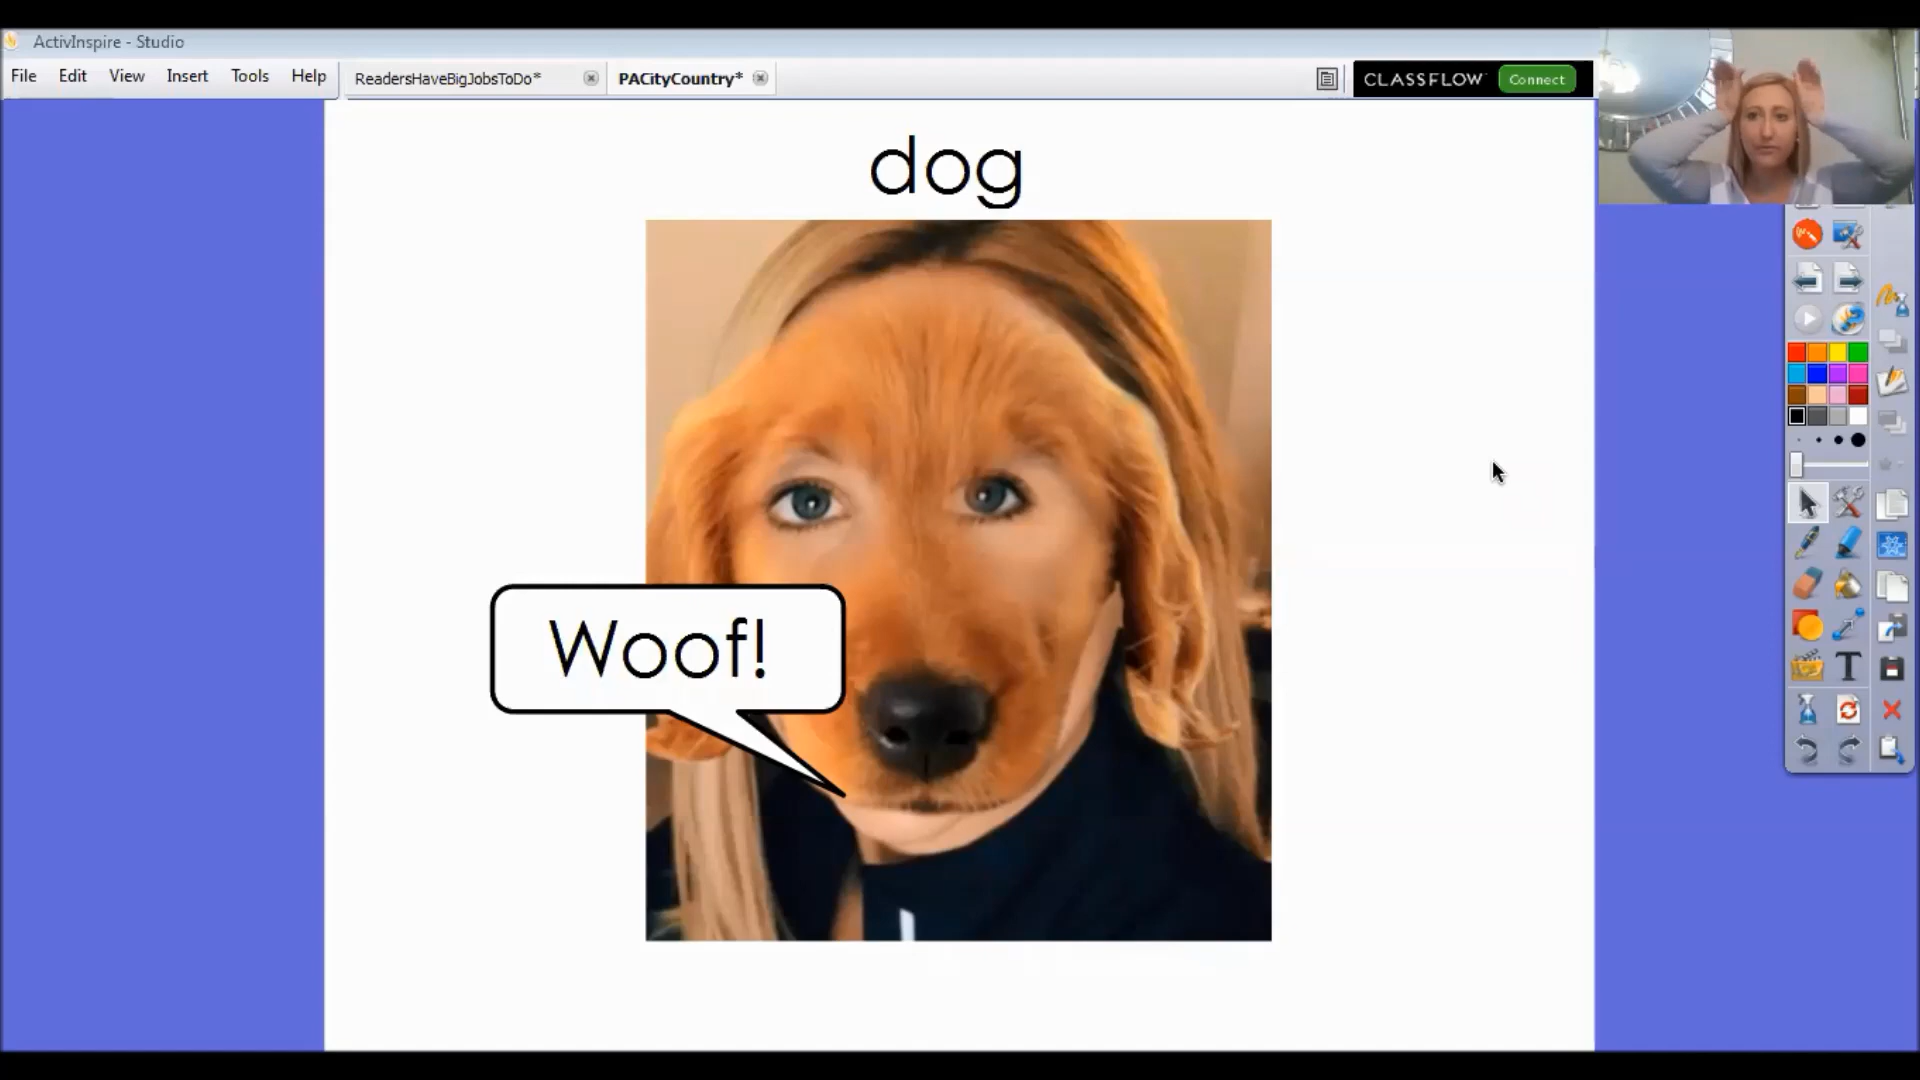 ActivInspire - Studio
File Edit View Insert Tools Help
ReadersHaveBigJobsToDo*
PACityCountry*
CLASSFLOW
Connect
dog
Woof!
T